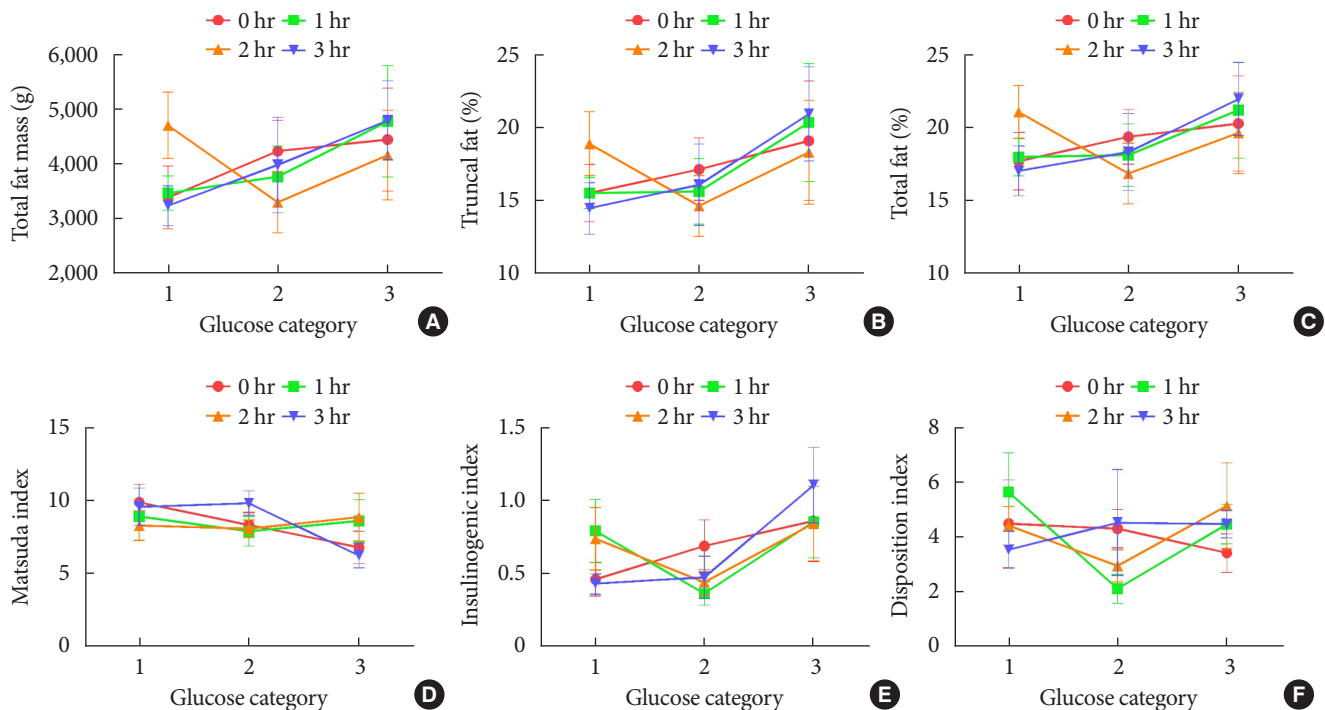 0 hr 1 hr
2 hr 3 hr
6,000
5,000
4,000
3,000
2,000
Total fat mass (g)
1 2 3
Glucose category
A
0 hr 1 hr
2 hr 3 hr
25
20
15
10
Truncal fat (%)
1 2 3
Glucose category
B
0 hr 1 hr
2 hr 3 hr
25
20
15
10
Total fat (%)
1 2 3
Glucose category
C
0 hr 1 hr
2 hr 3 hr
15
10
5
0
Matsuda index
1 2 3
Glucose category
D
0 hr 1 hr
2 hr 3 hr
1.5
1.0
0.5
0
Insulinogenic index
1 2 3
Glucose category
E
0 hr 1 hr
2 hr 3 hr
8
6
4
2
0
Disposition index
1 2 3
Glucose category
F